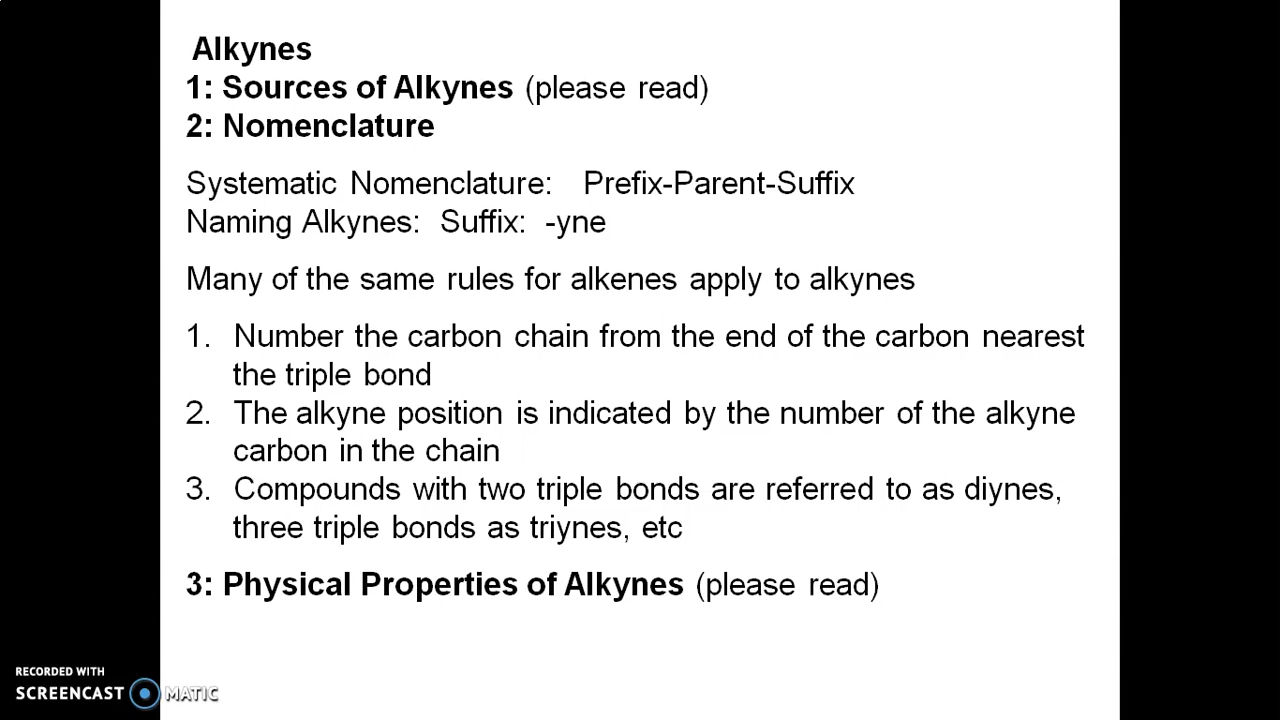 Alkynes
1: Sources of Alkynes (please read)
2: Nomenclature
Systematic Nomenclature: Prefix-Parent-Suffix
Naming Alkynes: Suffix: -yne
Many of the same rules for alkenes apply to alkynes
1. Number the carbon chain from the end of the carbon nearest
the triple bond
2. The alkyne position is indicated by the number of the alkyne
carbon in the chain
3. Compounds with two triple bonds are referred to as diynes,
three triple bonds as triynes, etc
3: Physical Properties of Alkynes (please read)
RECORDED WITH
SCREENCAST MATIC